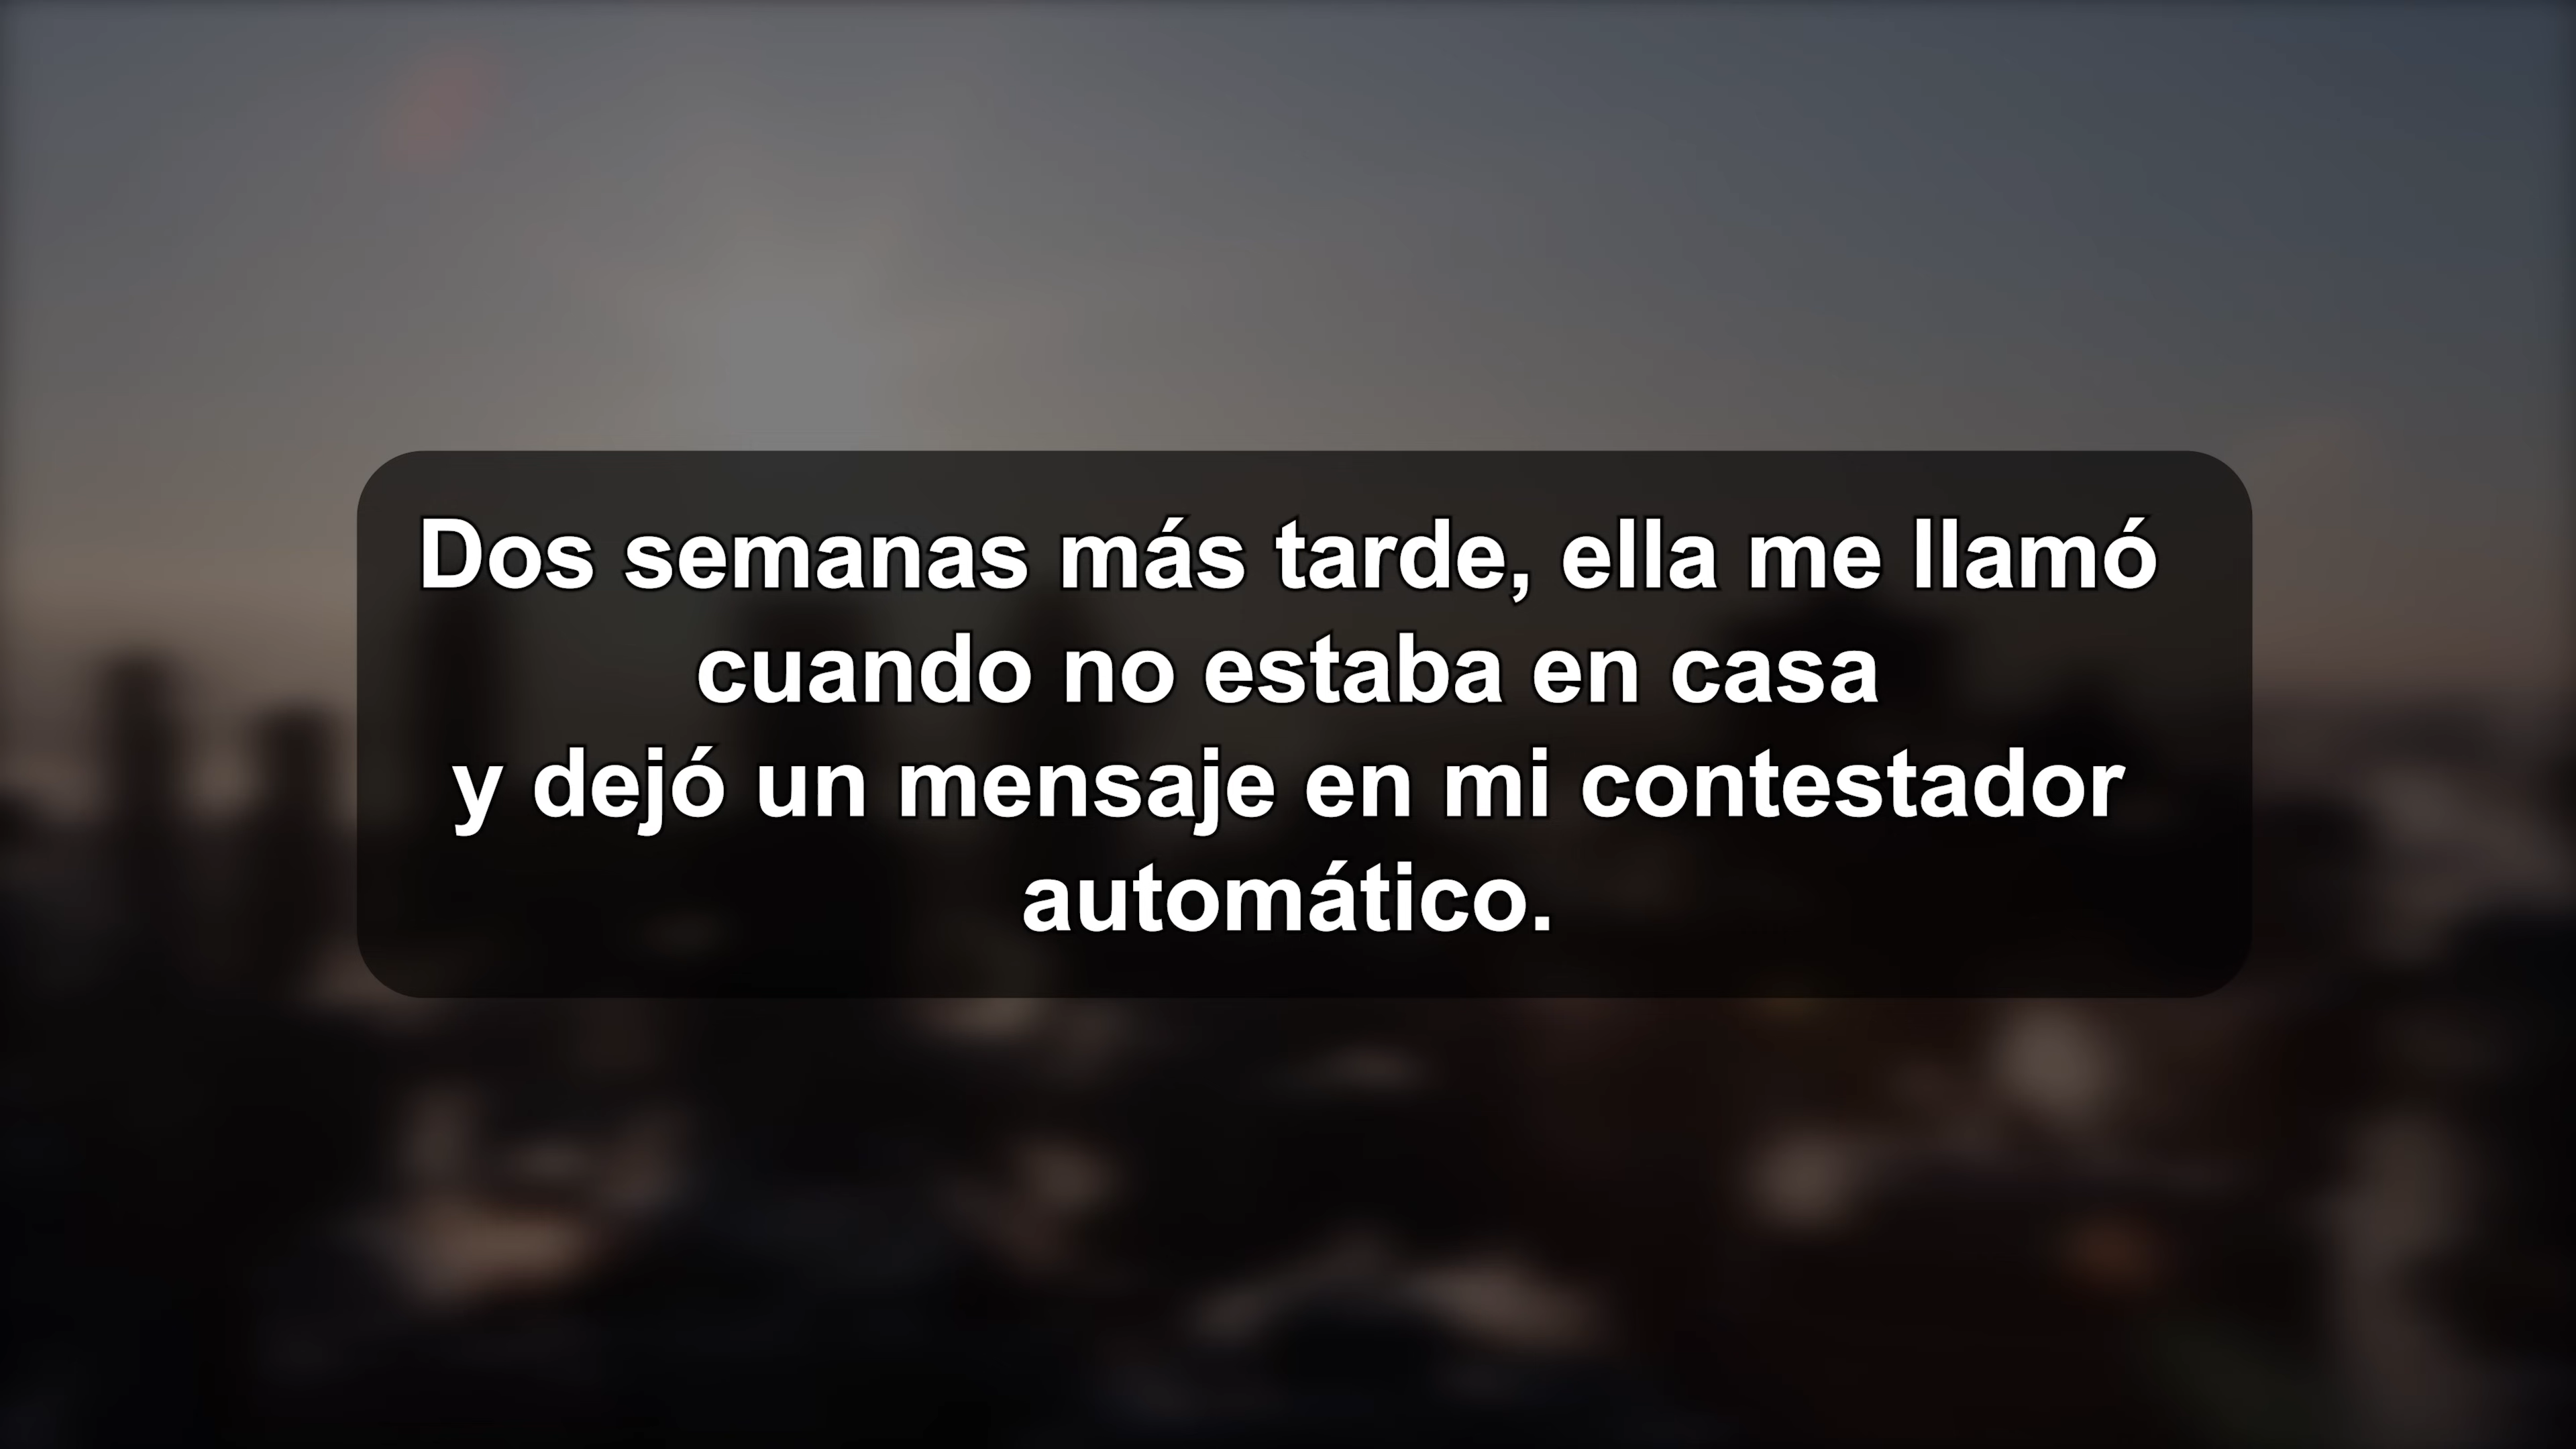 Dos semanas más tarde, ella me llamó
cuando no estaba en casa
y dejó un mensaje en mi contestador
automático.